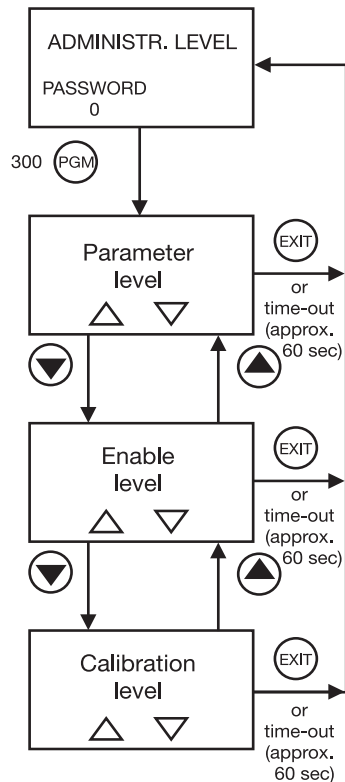 ADMINISTR. LEVEL
PASSWORD
0
300 PGM
Parameter
level
EXIT
or
time-out
(approx.
60 sec)
Enable
level
EXIT
or
time-out
(approx.
60 sec)
Calibration
level
EXIT
or
time-out
(approx.
60 sec)